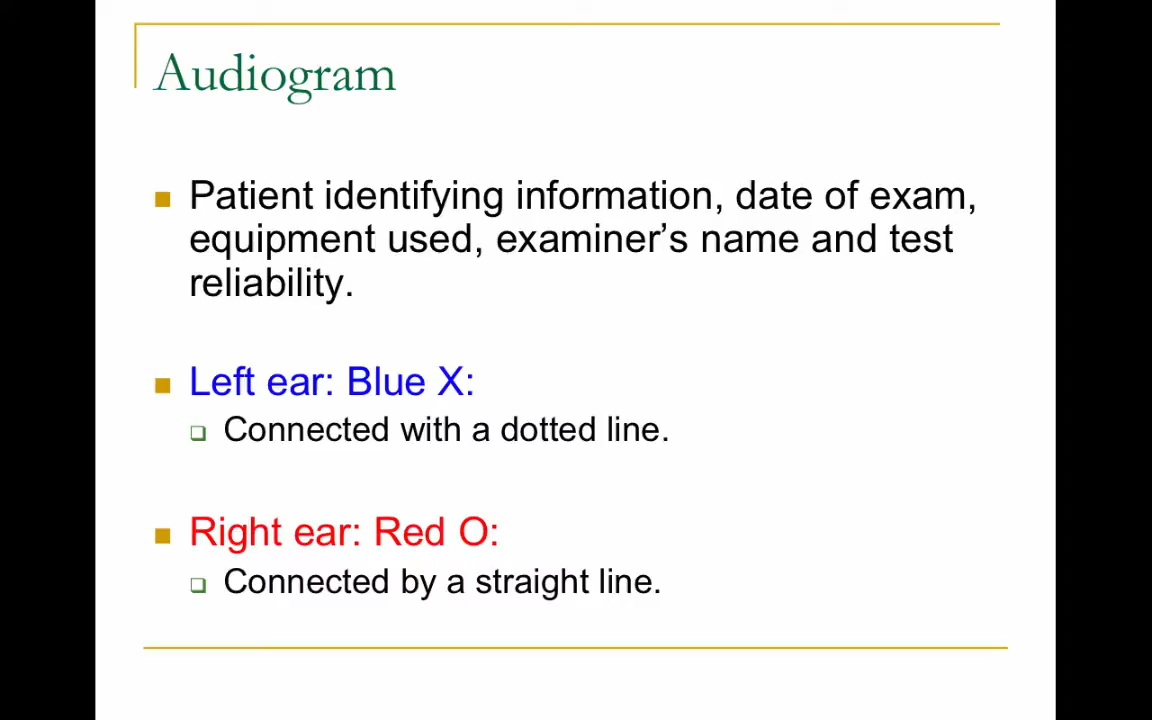 Audiogram
Patient identifying information, date of exam,
equipment used, examiner’s name and test
reliability.
Left ear: Blue X:
Connected with a dotted line.
Right ear: Red O:
Connected by a straight line.